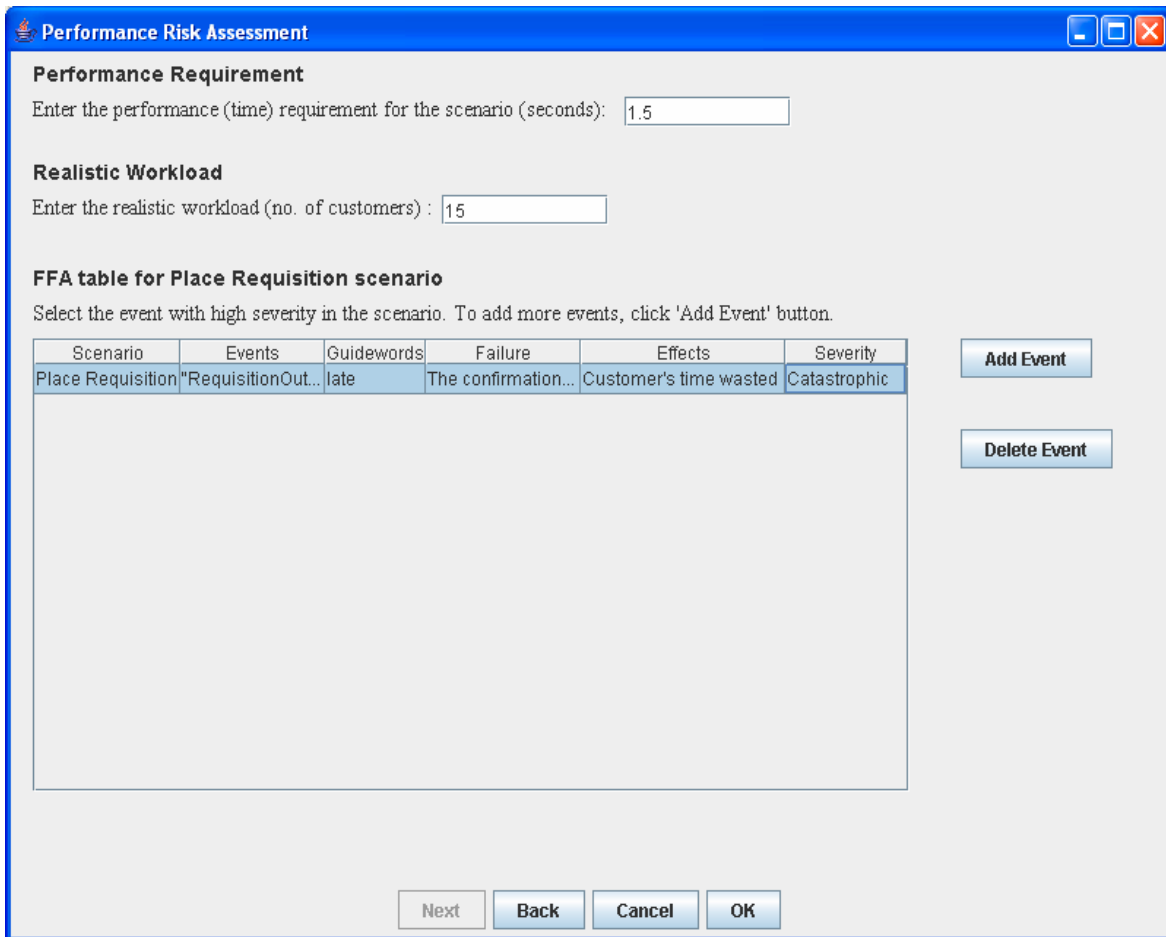 Performance Risk Assessment
Performance Requirement
Enter the performance (time) requirement for the scenario (seconds): 1.5
Realistic Workload
Enter the realistic workload (no. of customers) : 15
FFA table for Place Requisition scenario
Select the event with high severity in the scenario. To add more events, click 'Add Event' button.
Scenario Events Guidewords Failure Effects Severity
Place Requisition "RequisitionOut... late The confirmation... Customer's time wasted Catastrophic
Add Event
Delete Event
Next Back Cancel OK